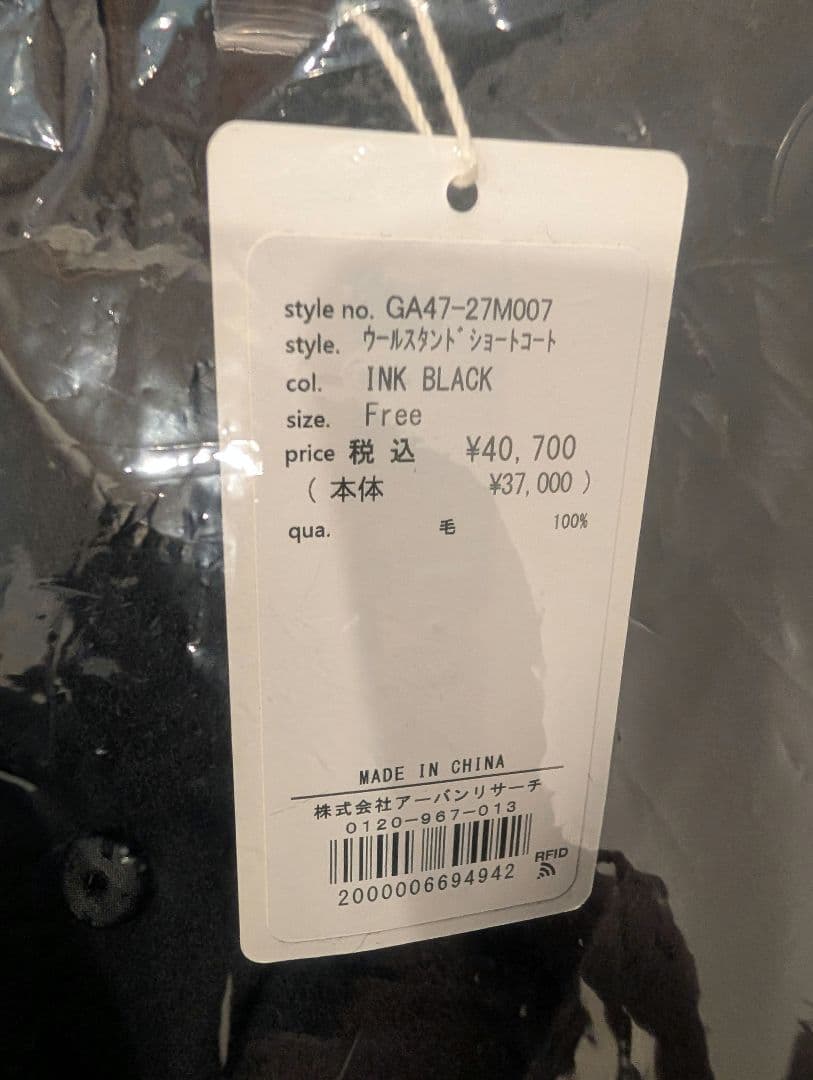 style no. GA47-27M007
style. ｳｰﾙｽﾀﾝﾄﾞｼｮｰﾄｺｰﾄ
col. INK BLACK
size. Free
price 税 込 ¥40,700
( 本体 ¥37,000 )
qua. 毛 100%
MADE IN CHINA
株式会社アーバンリサーチ
0120-967-013
RFID
2000006694942